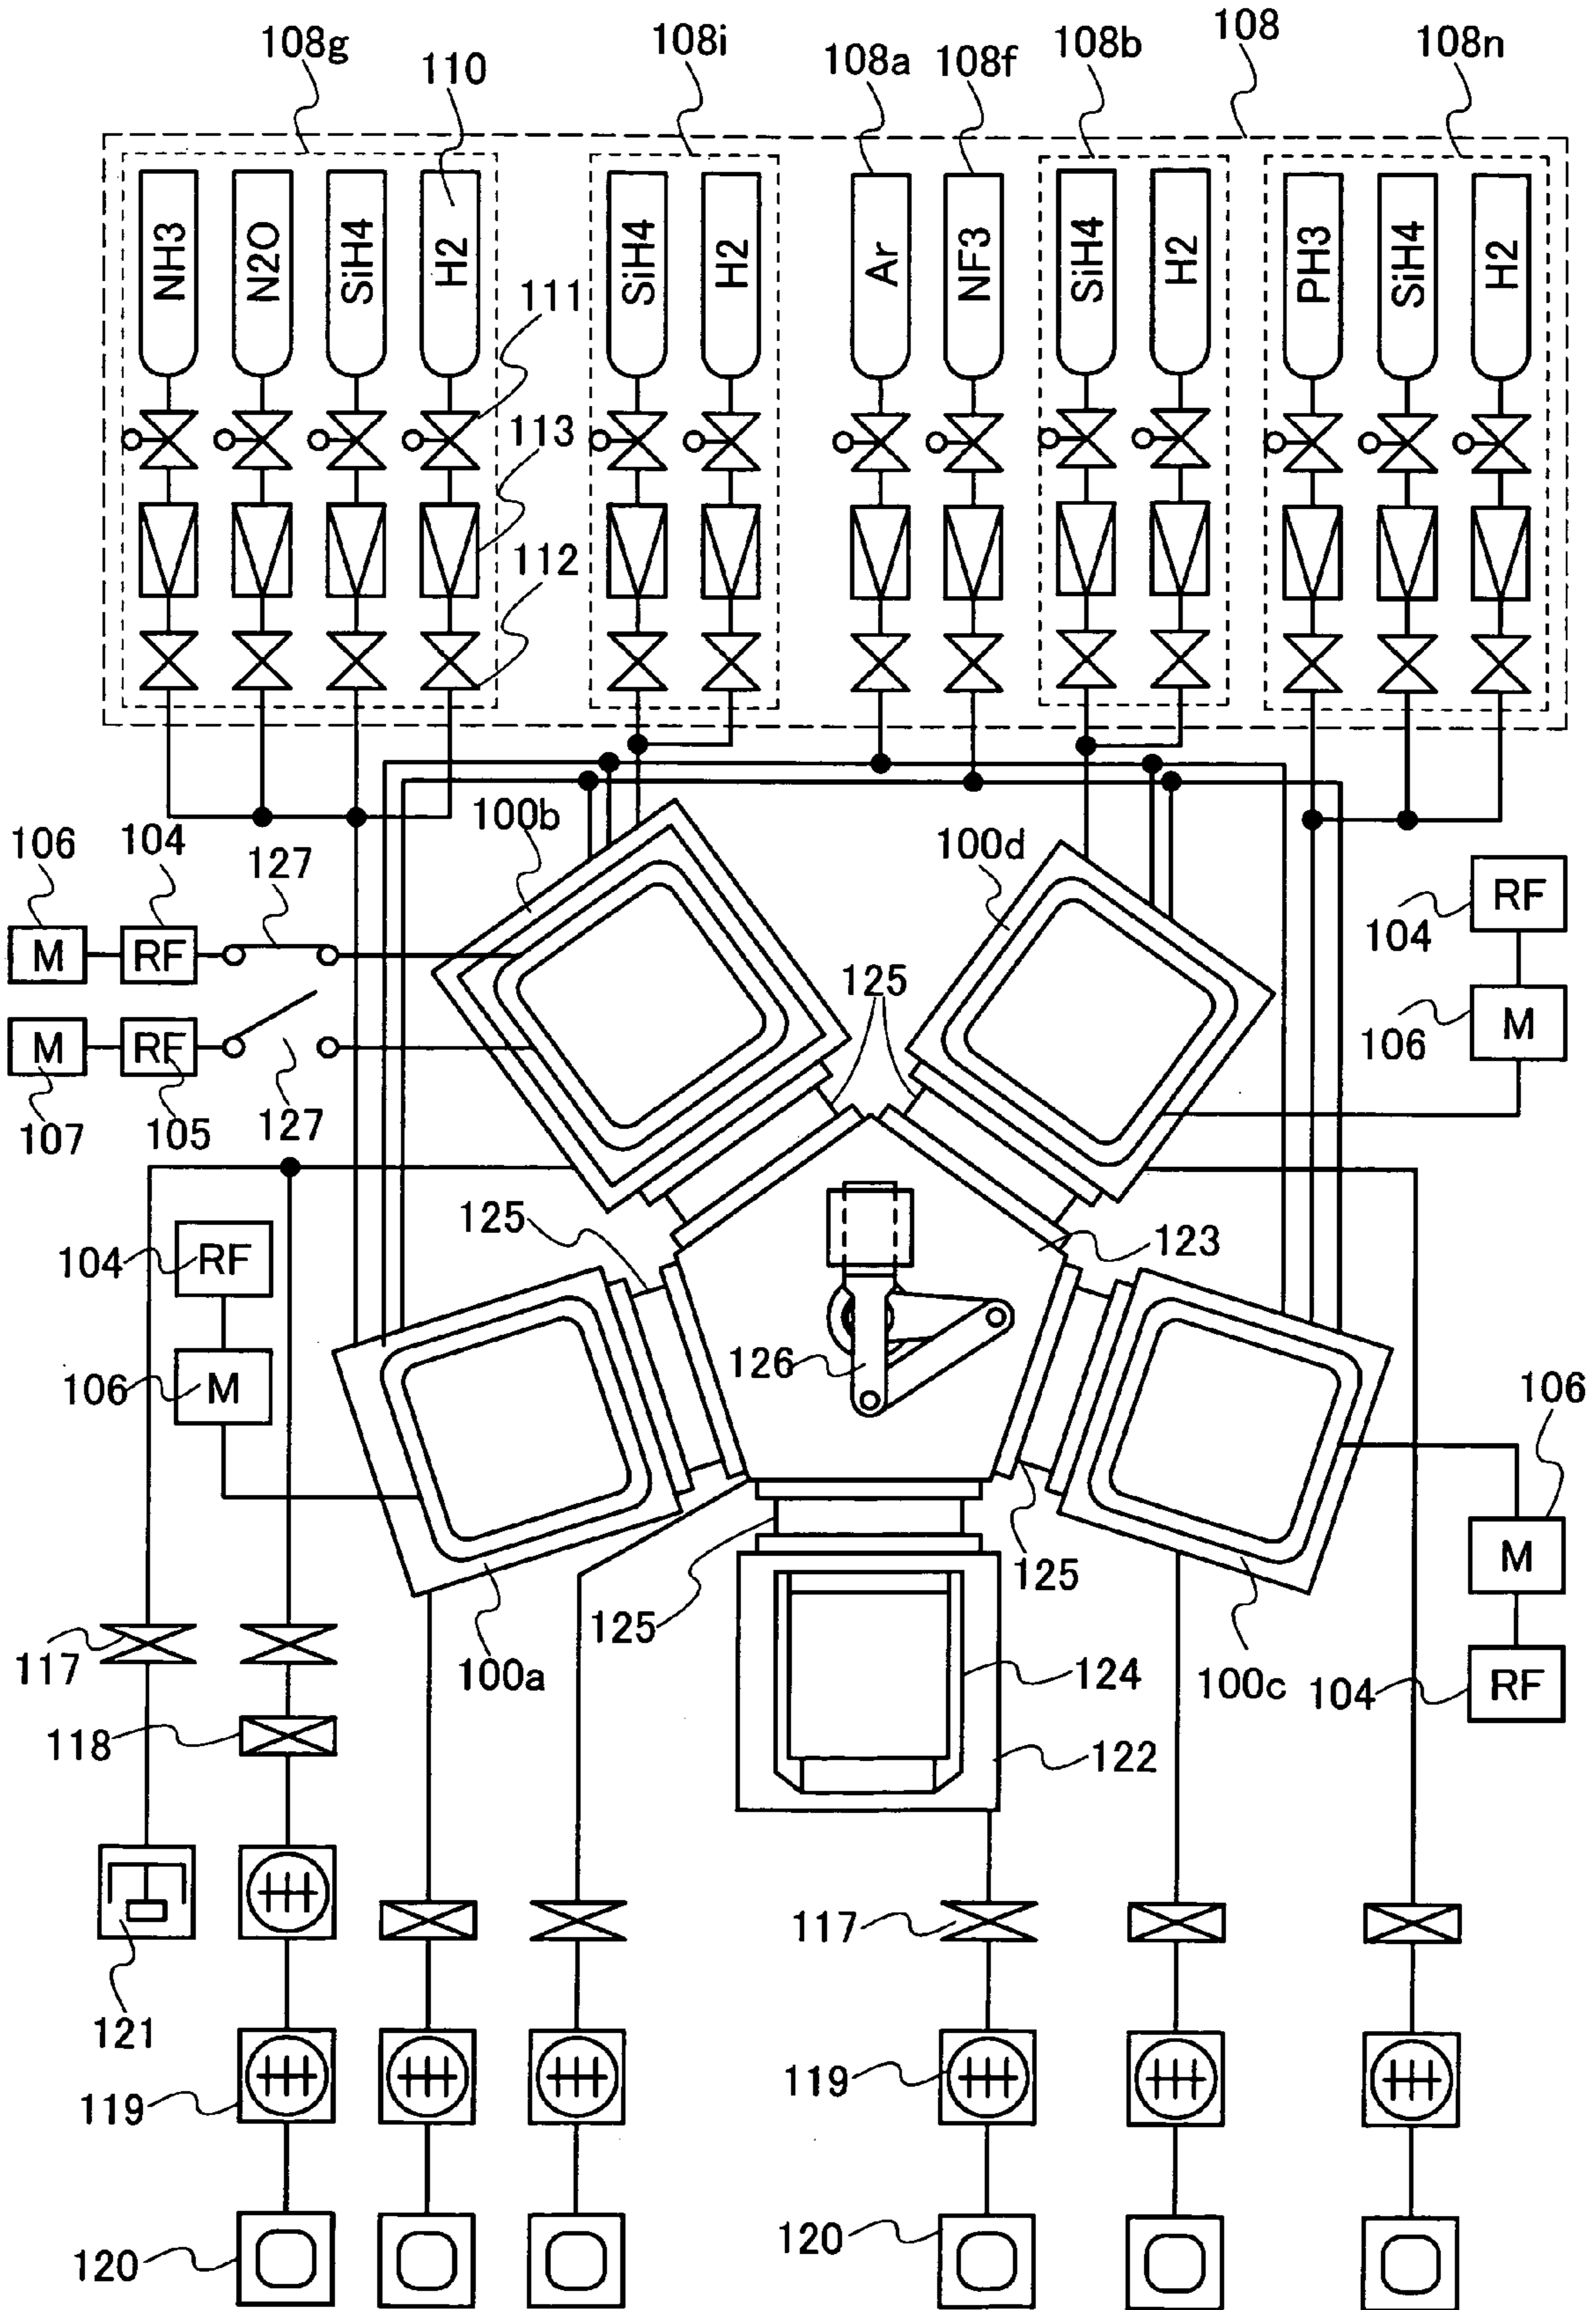 108g 108i 108a 108f 108b 108 108n
110
NH3 N2O SiH4 H2 SiH4 H2 Ar NF3 SiH4 H2 PH3 SiH4 H2
111
113
112
100b 100d
106 104 127
M RF
RF
104
125
M
106
M RF
107 105 127
125 123
104 RF
126
106 M
106
M
125
125
100a 124 100c 104 RF
117
118 122
117
121
119 119
120 120